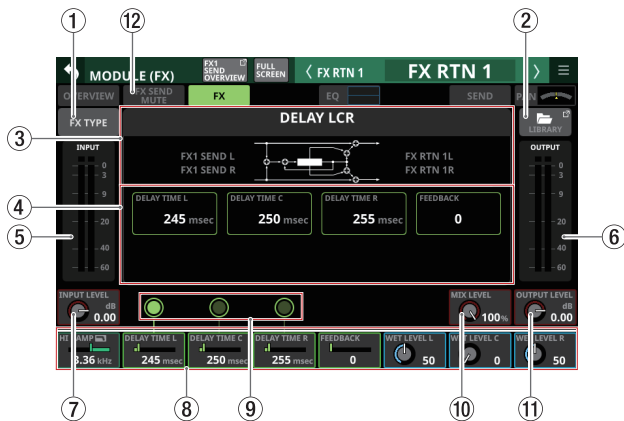 ① ⑫ ②
MODULE (FX) FX1 SEND OVERVIEW FULL SCREEN < FX RTN 1 FX RTN 1 > ≡
OVERVIEW FX SEND MUTE FX EQ SEND PAN
FX TYPE DELAY LCR LIBRARY
③
INPUT FX1 SEND L FX RTN 1L OUTPUT
FX1 SEND R FX RTN 1R
0 0
3 3
9 9
20 20
40 40
60 60
④ DELAY TIME L DELAY TIME C DELAY TIME R FEEDBACK
245 msec 250 msec 255 msec 0
⑤ ⑥
INPUT LEVEL MIX LEVEL OUTPUT LEVEL
dB 0.00 100% dB 0.00
DELAY TIME L DELAY TIME C DELAY TIME R FEEDBACK WET LEVEL L WET LEVEL C WET LEVEL R
3.36 kHz 245 msec 250 msec 255 msec 0 50 0 50
⑦ ⑧ ⑨ ⑩ ⑪